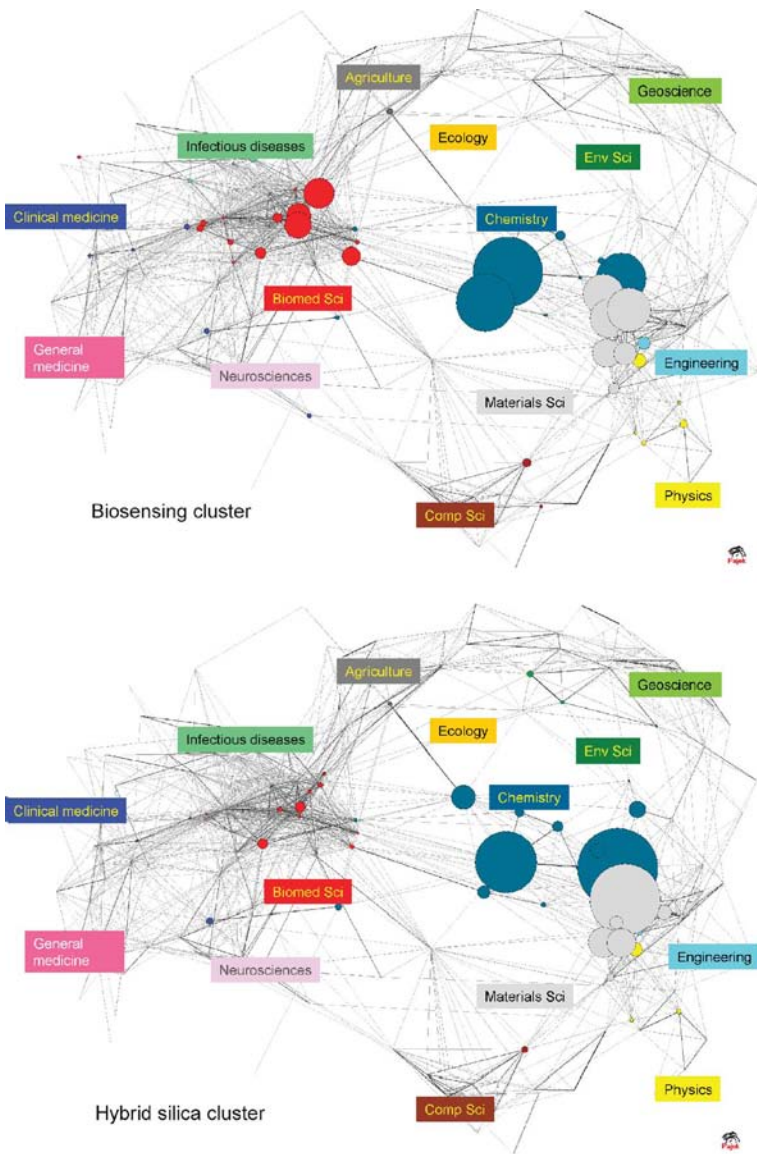 Agriculture
Geoscience
Ecology
Infectious diseases
Env Sci
Clinical medicine
Chemistry
Biomed Sci
General
medicine
Neurosciences
Engineering
Materials Sci
Physics
Biosensing cluster
Comp Sci
Pajek
Agriculture
Geoscience
Ecology
Infectious diseases
Env Sci
Clinical medicine
Chemistry
Biomed Sci
General
medicine
Neurosciences
Engineering
Materials Sci
Physics
Hybrid silica cluster
Comp Sci
Pajek